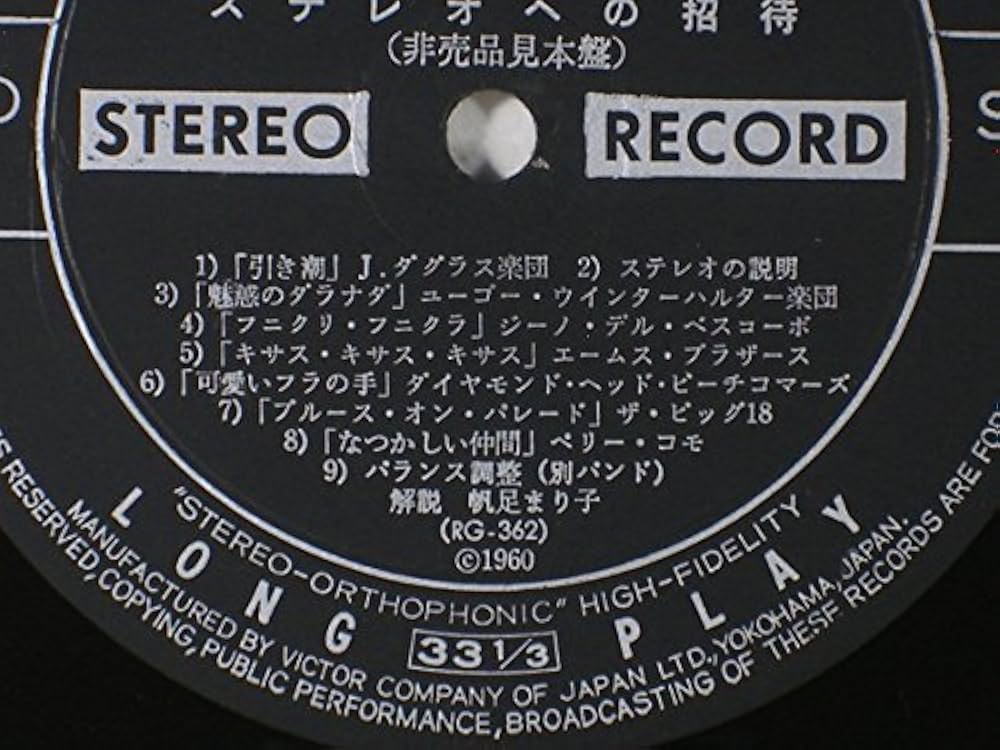 ステレオへの招待
(非売品見本盤)
STEREO RECORD
1)「引き潮」J.ダグラス楽団 2) ステレオの説明
3)「魅惑のダラナダ」ユーゴー・ウインターハルター楽団
4)「フニクリ・フニクラ」ジーノ・デル・ベスコーボ
5)「キサス・キサス・キサス」エームス・ブラザース
6)「可愛いフラの手」ダイヤモンド・ヘッド・ビーチコマーズ
7)「ブルース・オン・パレード」ザ・ビッグ18
8)「なつかしい仲間」ペリー・コモ
9) バランス調整 (別バンド)
解説 帆足まり子
(RG-362)
©1960
"STEREO-ORTHOPHONIC" HIGH-FIDELITY
LONG PLAY
33 1/3
MANUFACTURED BY VICTOR COMPANY OF JAPAN LTD., YOKOHAMA, JAPAN.
RESERVED, COPYING, PUBLIC PERFORMANCE, BROADCASTING OF THESE RECORDS ARE